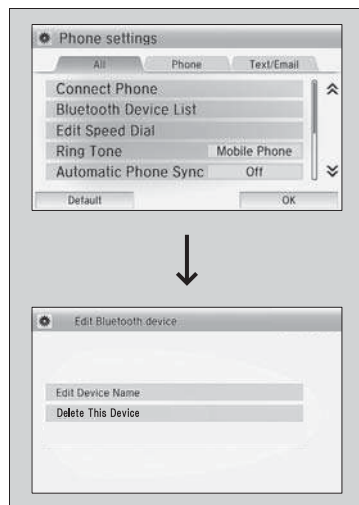 Phone settings
All Phone Text/Email
Connect Phone
Bluetooth Device List
Edit Speed Dial
Ring Tone Mobile Phone
Automatic Phone Sync Off
Default OK
Edit Bluetooth device
Edit Device Name
Delete This Device